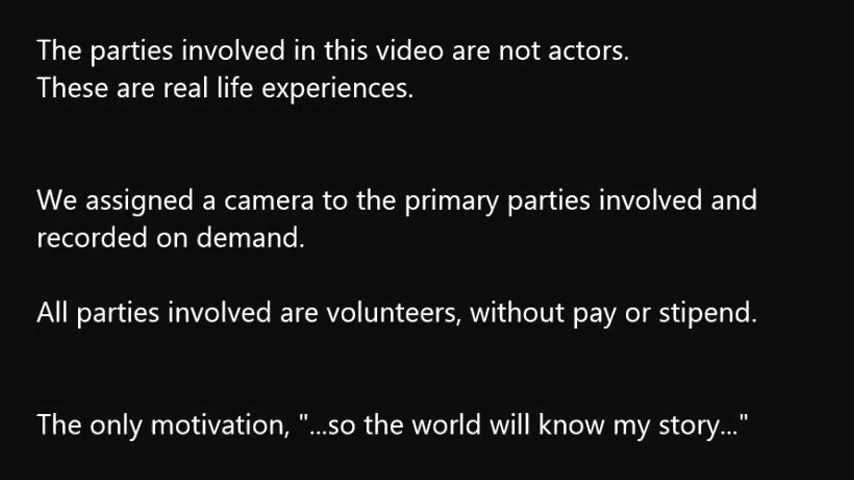 The parties involved in this video are not actors.
These are real life experiences.
We assigned a camera to the primary parties involved and
recorded on demand.
All parties involved are volunteers, without pay or stipend.
The only motivation, "...so the world will know my story..."